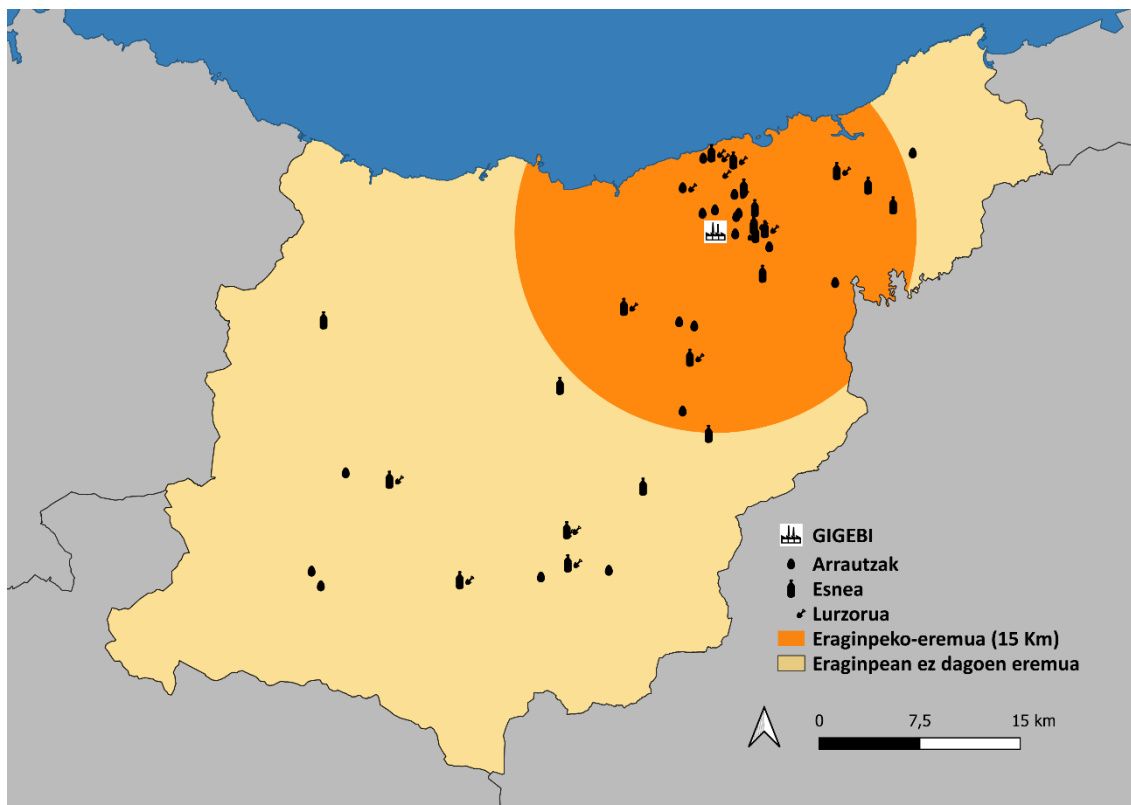 GIGEBI
Arrautzak
Esnea
Lurzorua
Eraginpeko-eremua (15 Km)
Eraginpean ez dagoen eremua
0 7,5 15 km